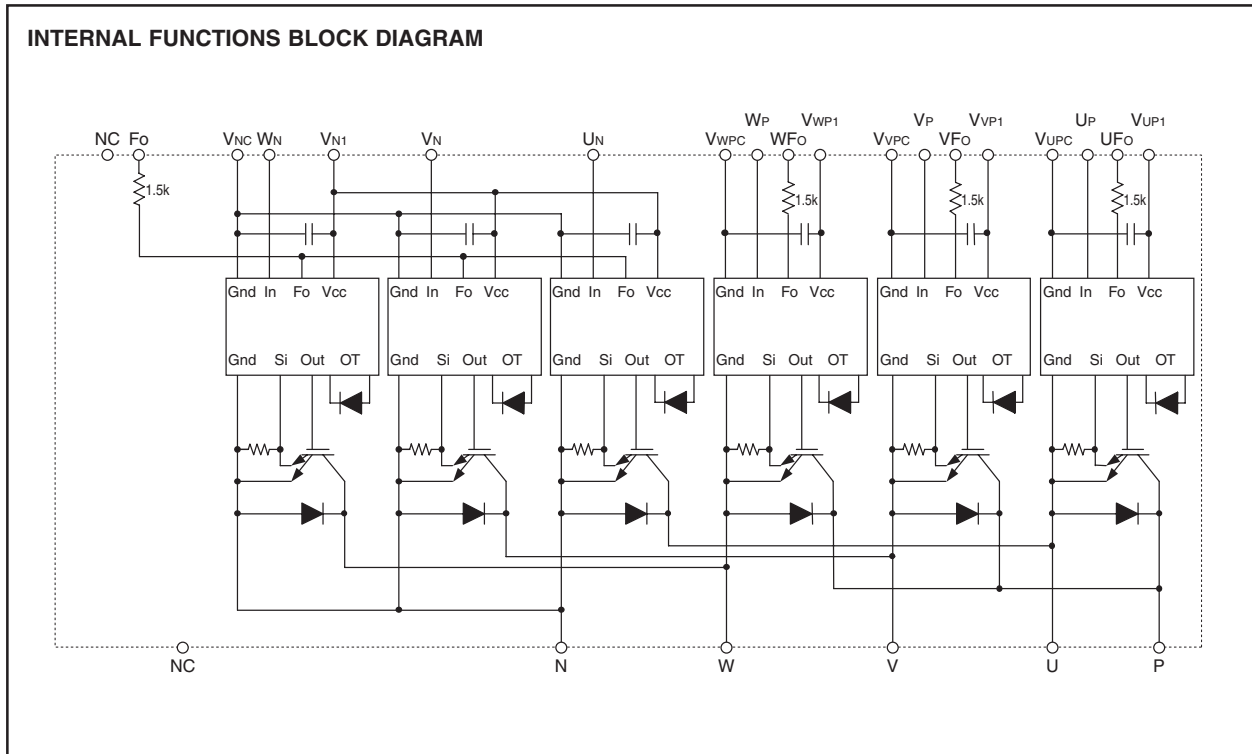 INTERNAL FUNCTIONS BLOCK DIAGRAM
WP VWP1 VP VVP1 UP VUP1
NC FO VNC WN VN1 VN UN VWPC WFO VVPC VFO VUPC UFO
1.5k 1.5k 1.5k 1.5k
Gnd In Fo Vcc Gnd In Fo Vcc Gnd In Fo Vcc Gnd In Fo Vcc Gnd In Fo Vcc Gnd In Fo Vcc
Gnd Si Out OT Gnd Si Out OT Gnd Si Out OT Gnd Si Out OT Gnd Si Out OT Gnd Si Out OT
NC N W V U P